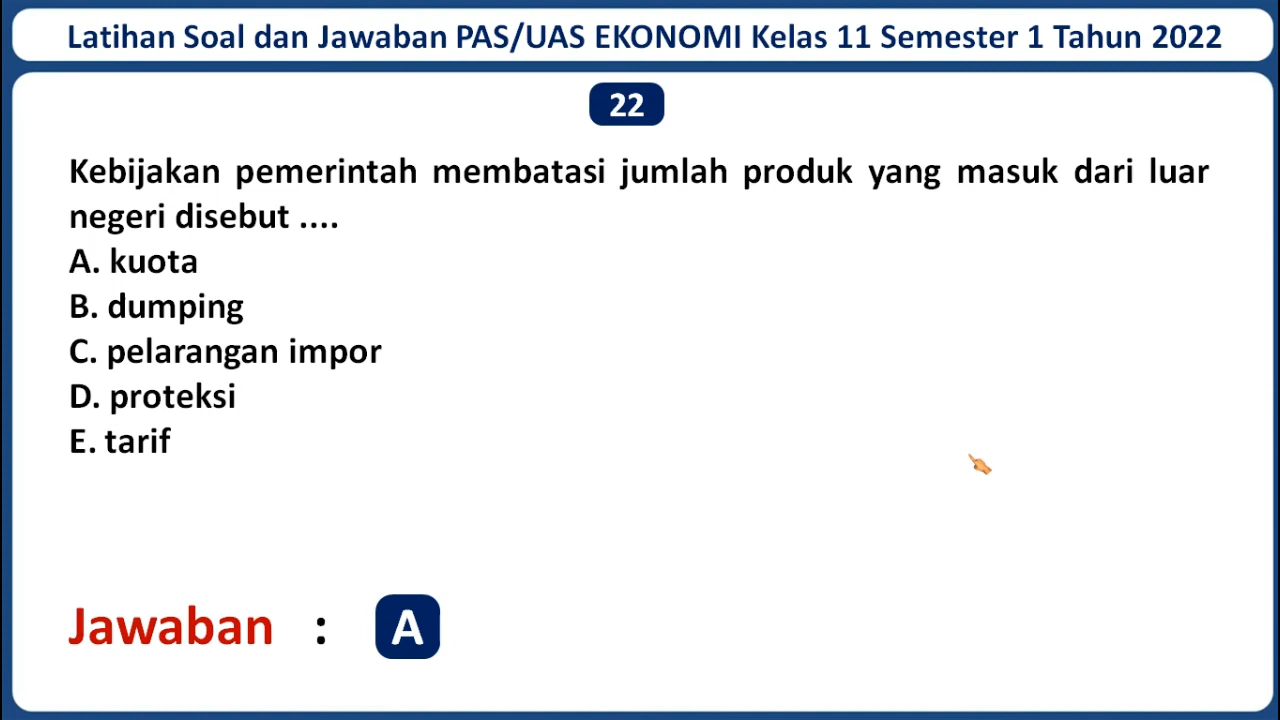 Latihan Soal dan Jawaban PAS/UAS EKONOMI Kelas 11 Semester 1 Tahun 2022
22
Kebijakan pemerintah membatasi jumlah produk yang masuk dari luar
negeri disebut ....
A. kuota
B. dumping
C. pelarangan impor
D. proteksi
E. tarif
Jawaban : A